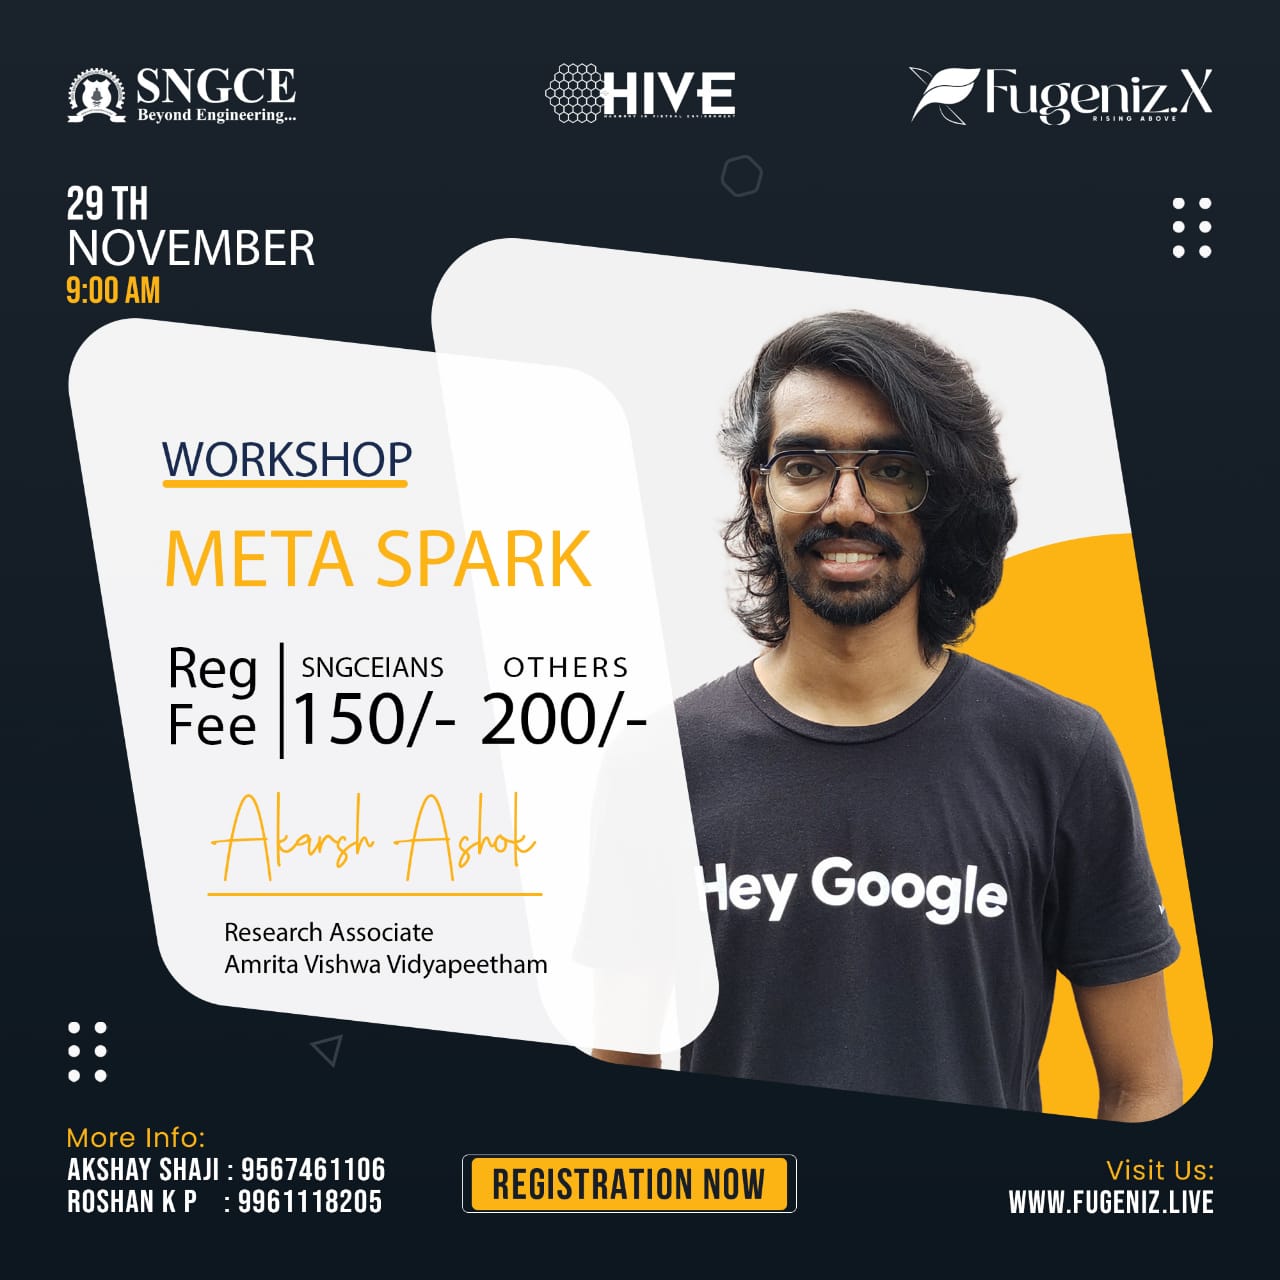 SNGCE
Beyond Engineering...
HIVE
Fugeniz.X
RISING ABOVE
29 TH
NOVEMBER
9:00 AM
WORKSHOP
META SPARK
Reg Fee
SNGCEIANS
150/-
OTHERS
200/-
Akarsh Ashok
Research Associate
Amrita Vishwa Vidyapeetham
Hey Google
More Info:
AKSHAY SHAJI : 9567461106
ROSHAN K P : 9961118205
REGISTRATION NOW
Visit Us:
WWW.FUGENIZ.LIVE